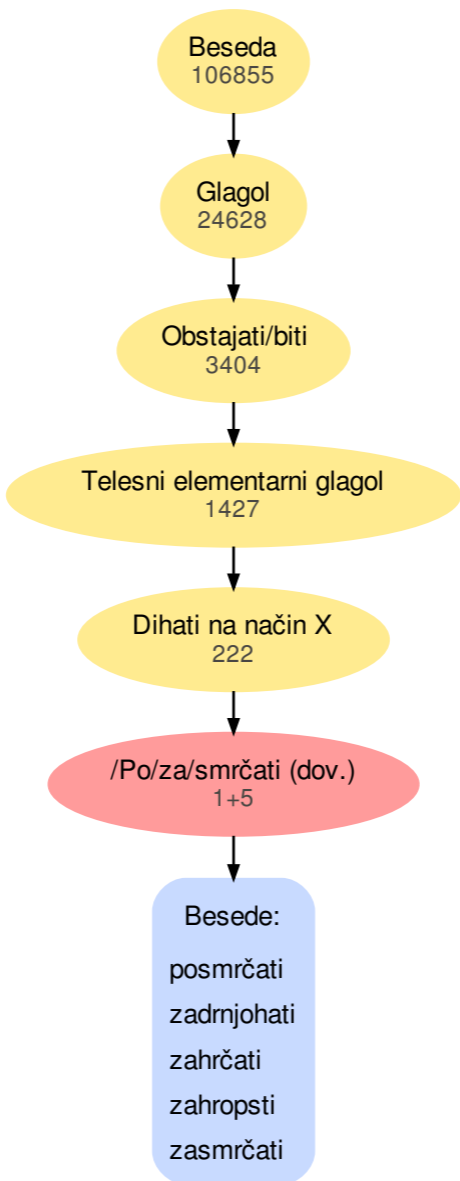 Beseda
106855
Glagol
24628
Obstajati/biti
3404
Telesni elementarni glagol
1427
Dihati na način X
222
/Po/za/smrčati (dov.)
1+5
Besede:
posmrčati
zadrnjohati
zahrčati
zahropsti
zasmrčati